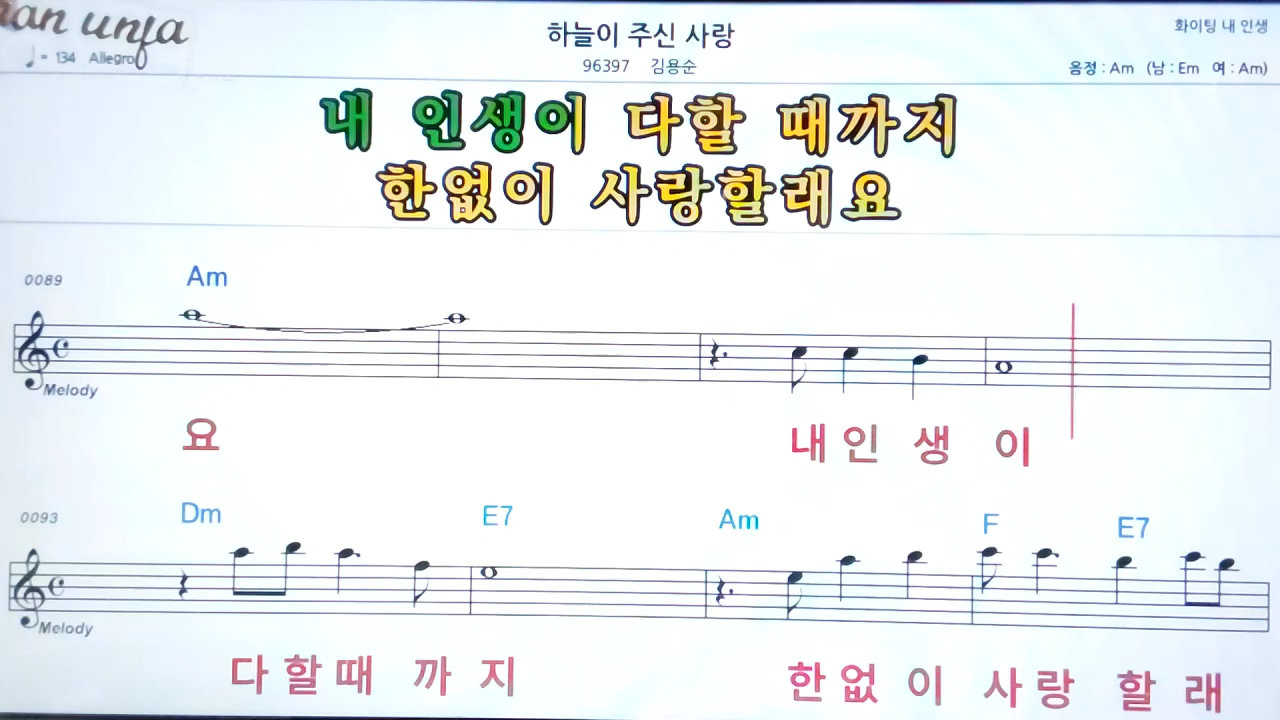 하늘이 주신 사랑
화이팅 내 인생
♩= 134 Allegro
96397 김용순
음정 : Am (남 : Em 여 : Am)
내 인생이 다할 때까지
한없이 사랑할래요
0089
Am
Melody
요 내 인 생 이
0093
Dm E7 Am F E7
Melody
다 할 때 까 지 한 없 이 사 랑 할 래